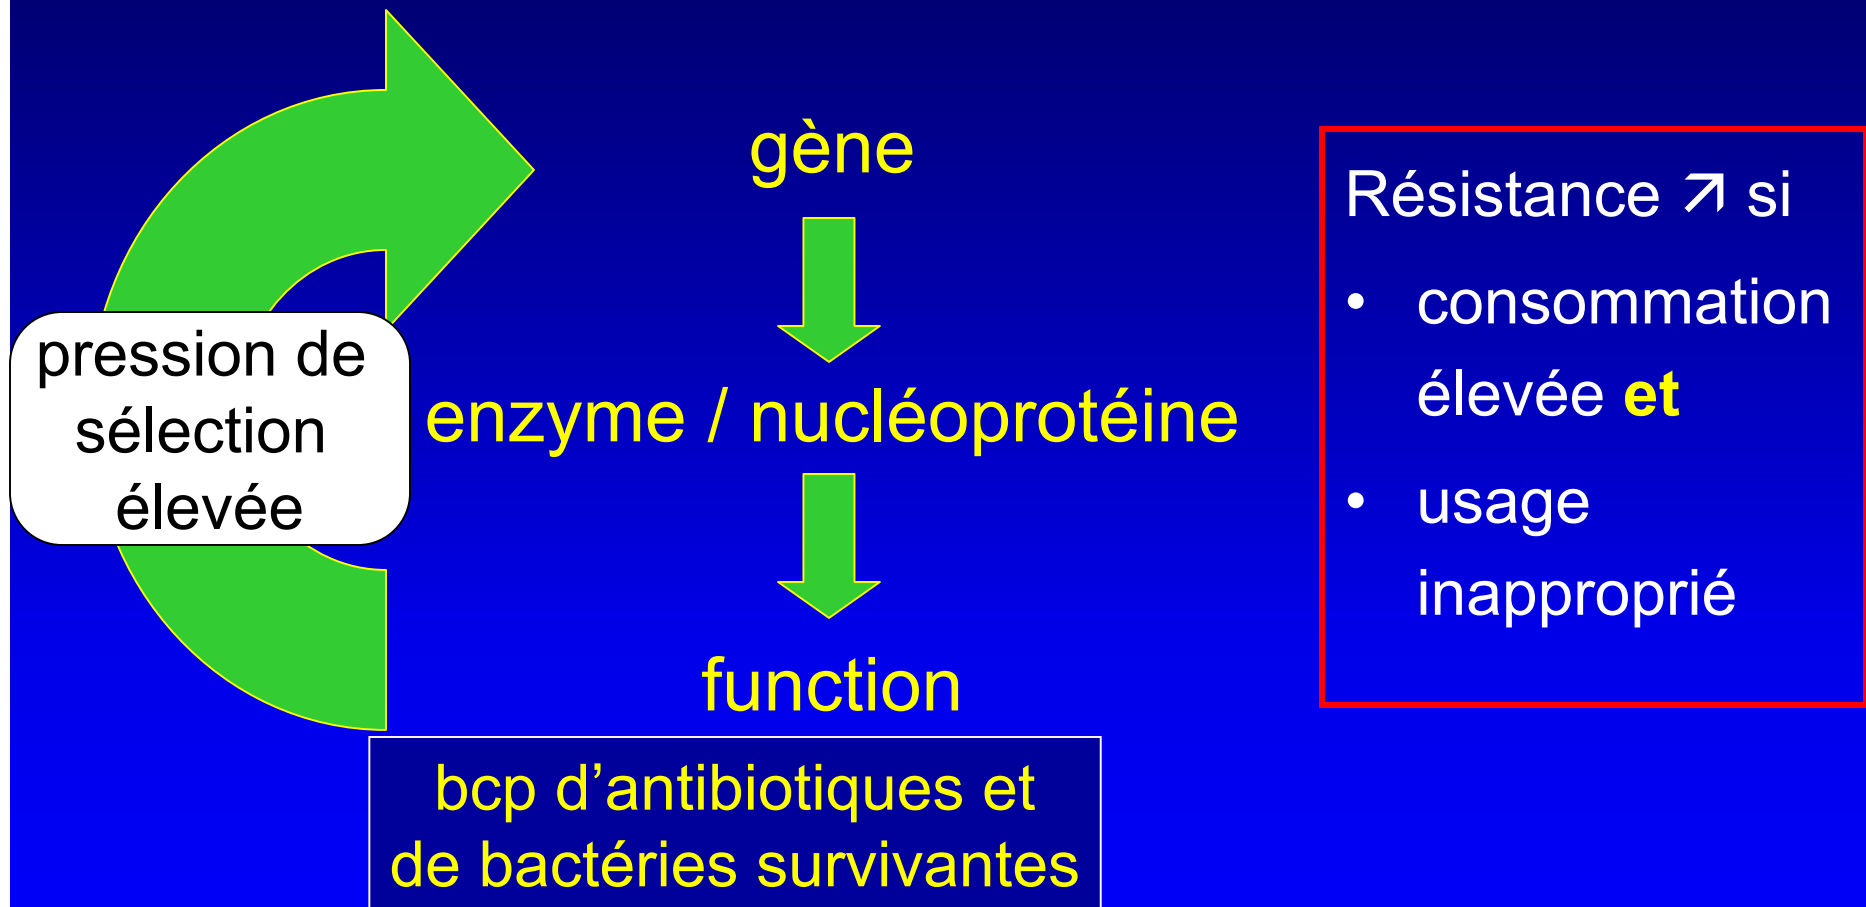 gène
pression de
sélection
élevée
enzyme / nucléoprotéine
function
bcp d’antibiotiques et
de bactéries survivantes
Résistance ↗ si
• consommation
élevée et
• usage
inapproprié